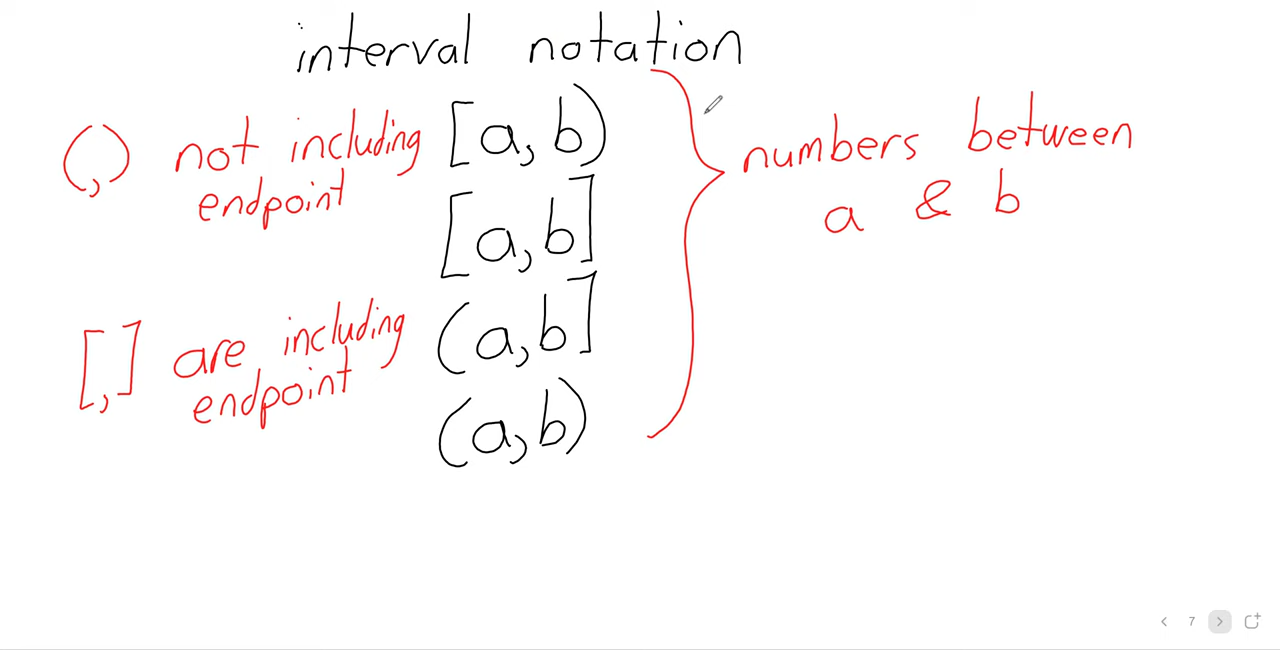 interval notation
(,) not including
endpoint
[a,b)
[a,b]
[,] are including
endpoint
(a,b]
(a,b)
numbers between
a & b
7